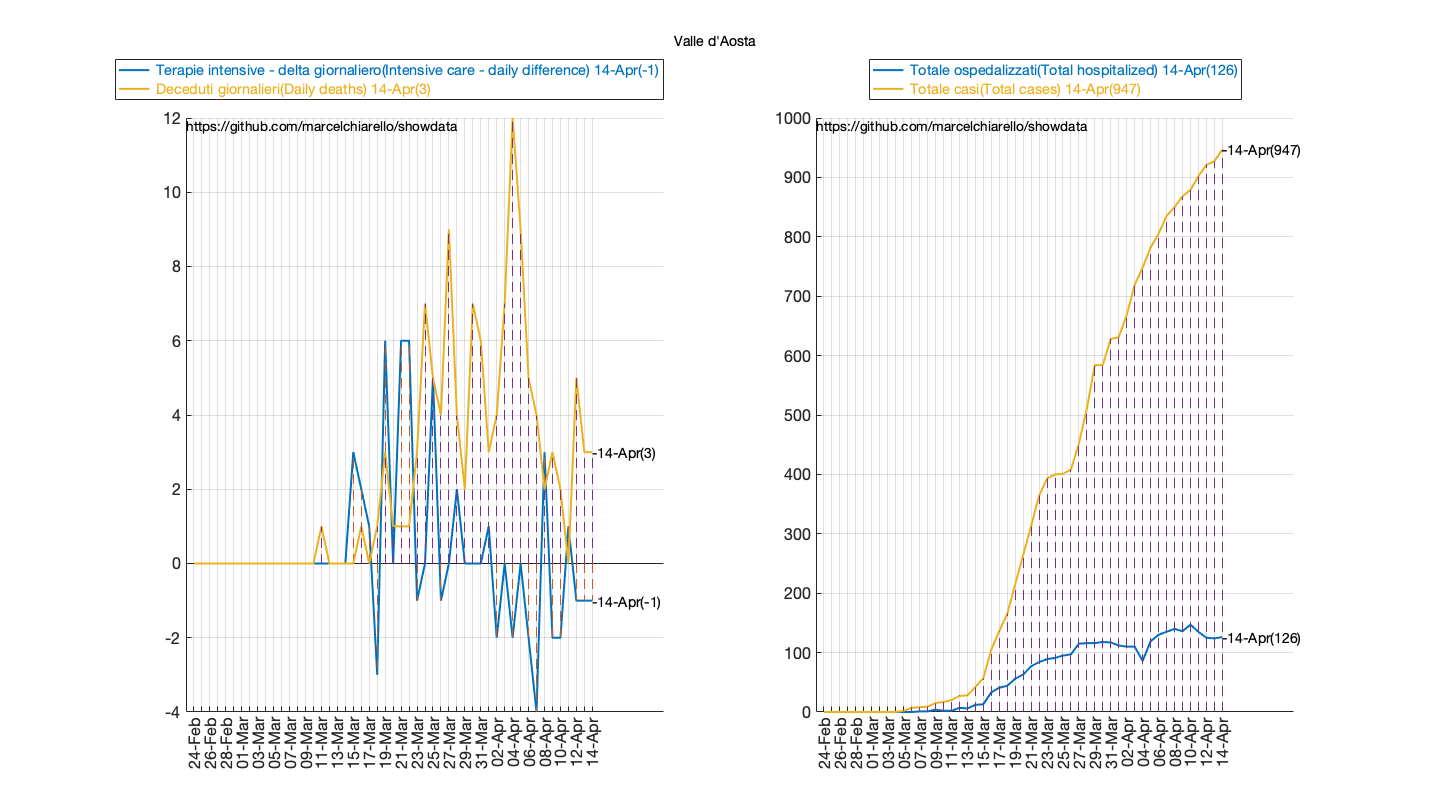 Valle d'Aosta
Terapie intensive - delta giornaliero(Intensive care - daily difference) 14-Apr(-1)
Deceduti giornalieri(Daily deaths) 14-Apr(3)
https://github.com/marcelchiarello/showdata
12
10
8
6
4
2
0
-2
-4
-14-Apr(3)
-14-Apr(-1)
24-Feb
26-Feb
28-Feb
01-Mar
03-Mar
05-Mar
07-Mar
09-Mar
11-Mar
13-Mar
15-Mar
17-Mar
19-Mar
21-Mar
23-Mar
25-Mar
27-Mar
29-Mar
31-Mar
02-Apr
04-Apr
06-Apr
08-Apr
10-Apr
12-Apr
14-Apr
Totale ospedalizzati(Total hospitalized) 14-Apr(126)
Totale casi(Total cases) 14-Apr(947)
https://github.com/marcelchiarello/showdata
1000
900
800
700
600
500
400
300
200
100
0
-14-Apr(947)
-14-Apr(126)
24-Feb
26-Feb
28-Feb
01-Mar
03-Mar
05-Mar
07-Mar
09-Mar
11-Mar
13-Mar
15-Mar
17-Mar
19-Mar
21-Mar
23-Mar
25-Mar
27-Mar
29-Mar
31-Mar
02-Apr
04-Apr
06-Apr
08-Apr
10-Apr
12-Apr
14-Apr